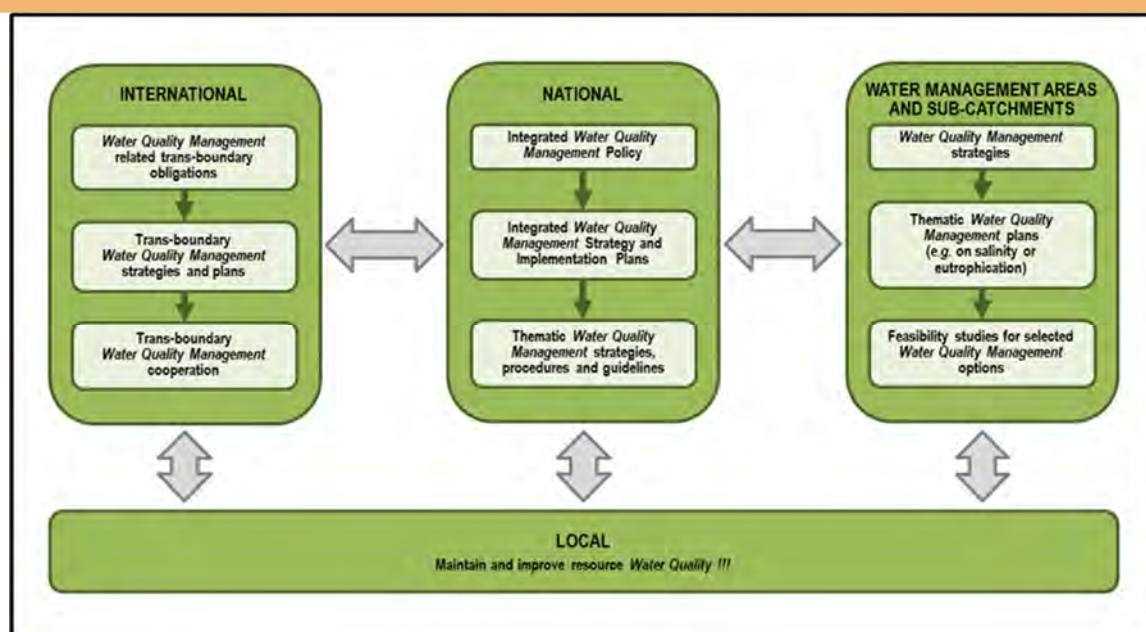 INTERNATIONAL
Water Quality Management
related trans-boundary
obligations
Trans-boundary
Water Quality Management
strategies and plans
Trans-boundary
Water Quality Management
cooperation
NATIONAL
Integrated Water Quality
Management Policy
Integrated Water Quality
Management Strategy and
Implementation Plans
Thematic Water Quality
Management strategies,
procedures and guidelines
WATER MANAGEMENT AREAS
AND SUB-CATCHMENTS
Water Quality Management
strategies
Thematic Water Quality
Management plans
(e.g. on salinity or
eutrophication)
Feasibility studies for selected
Water Quality Management
options
LOCAL
Maintain and improve resource Water Quality !!!